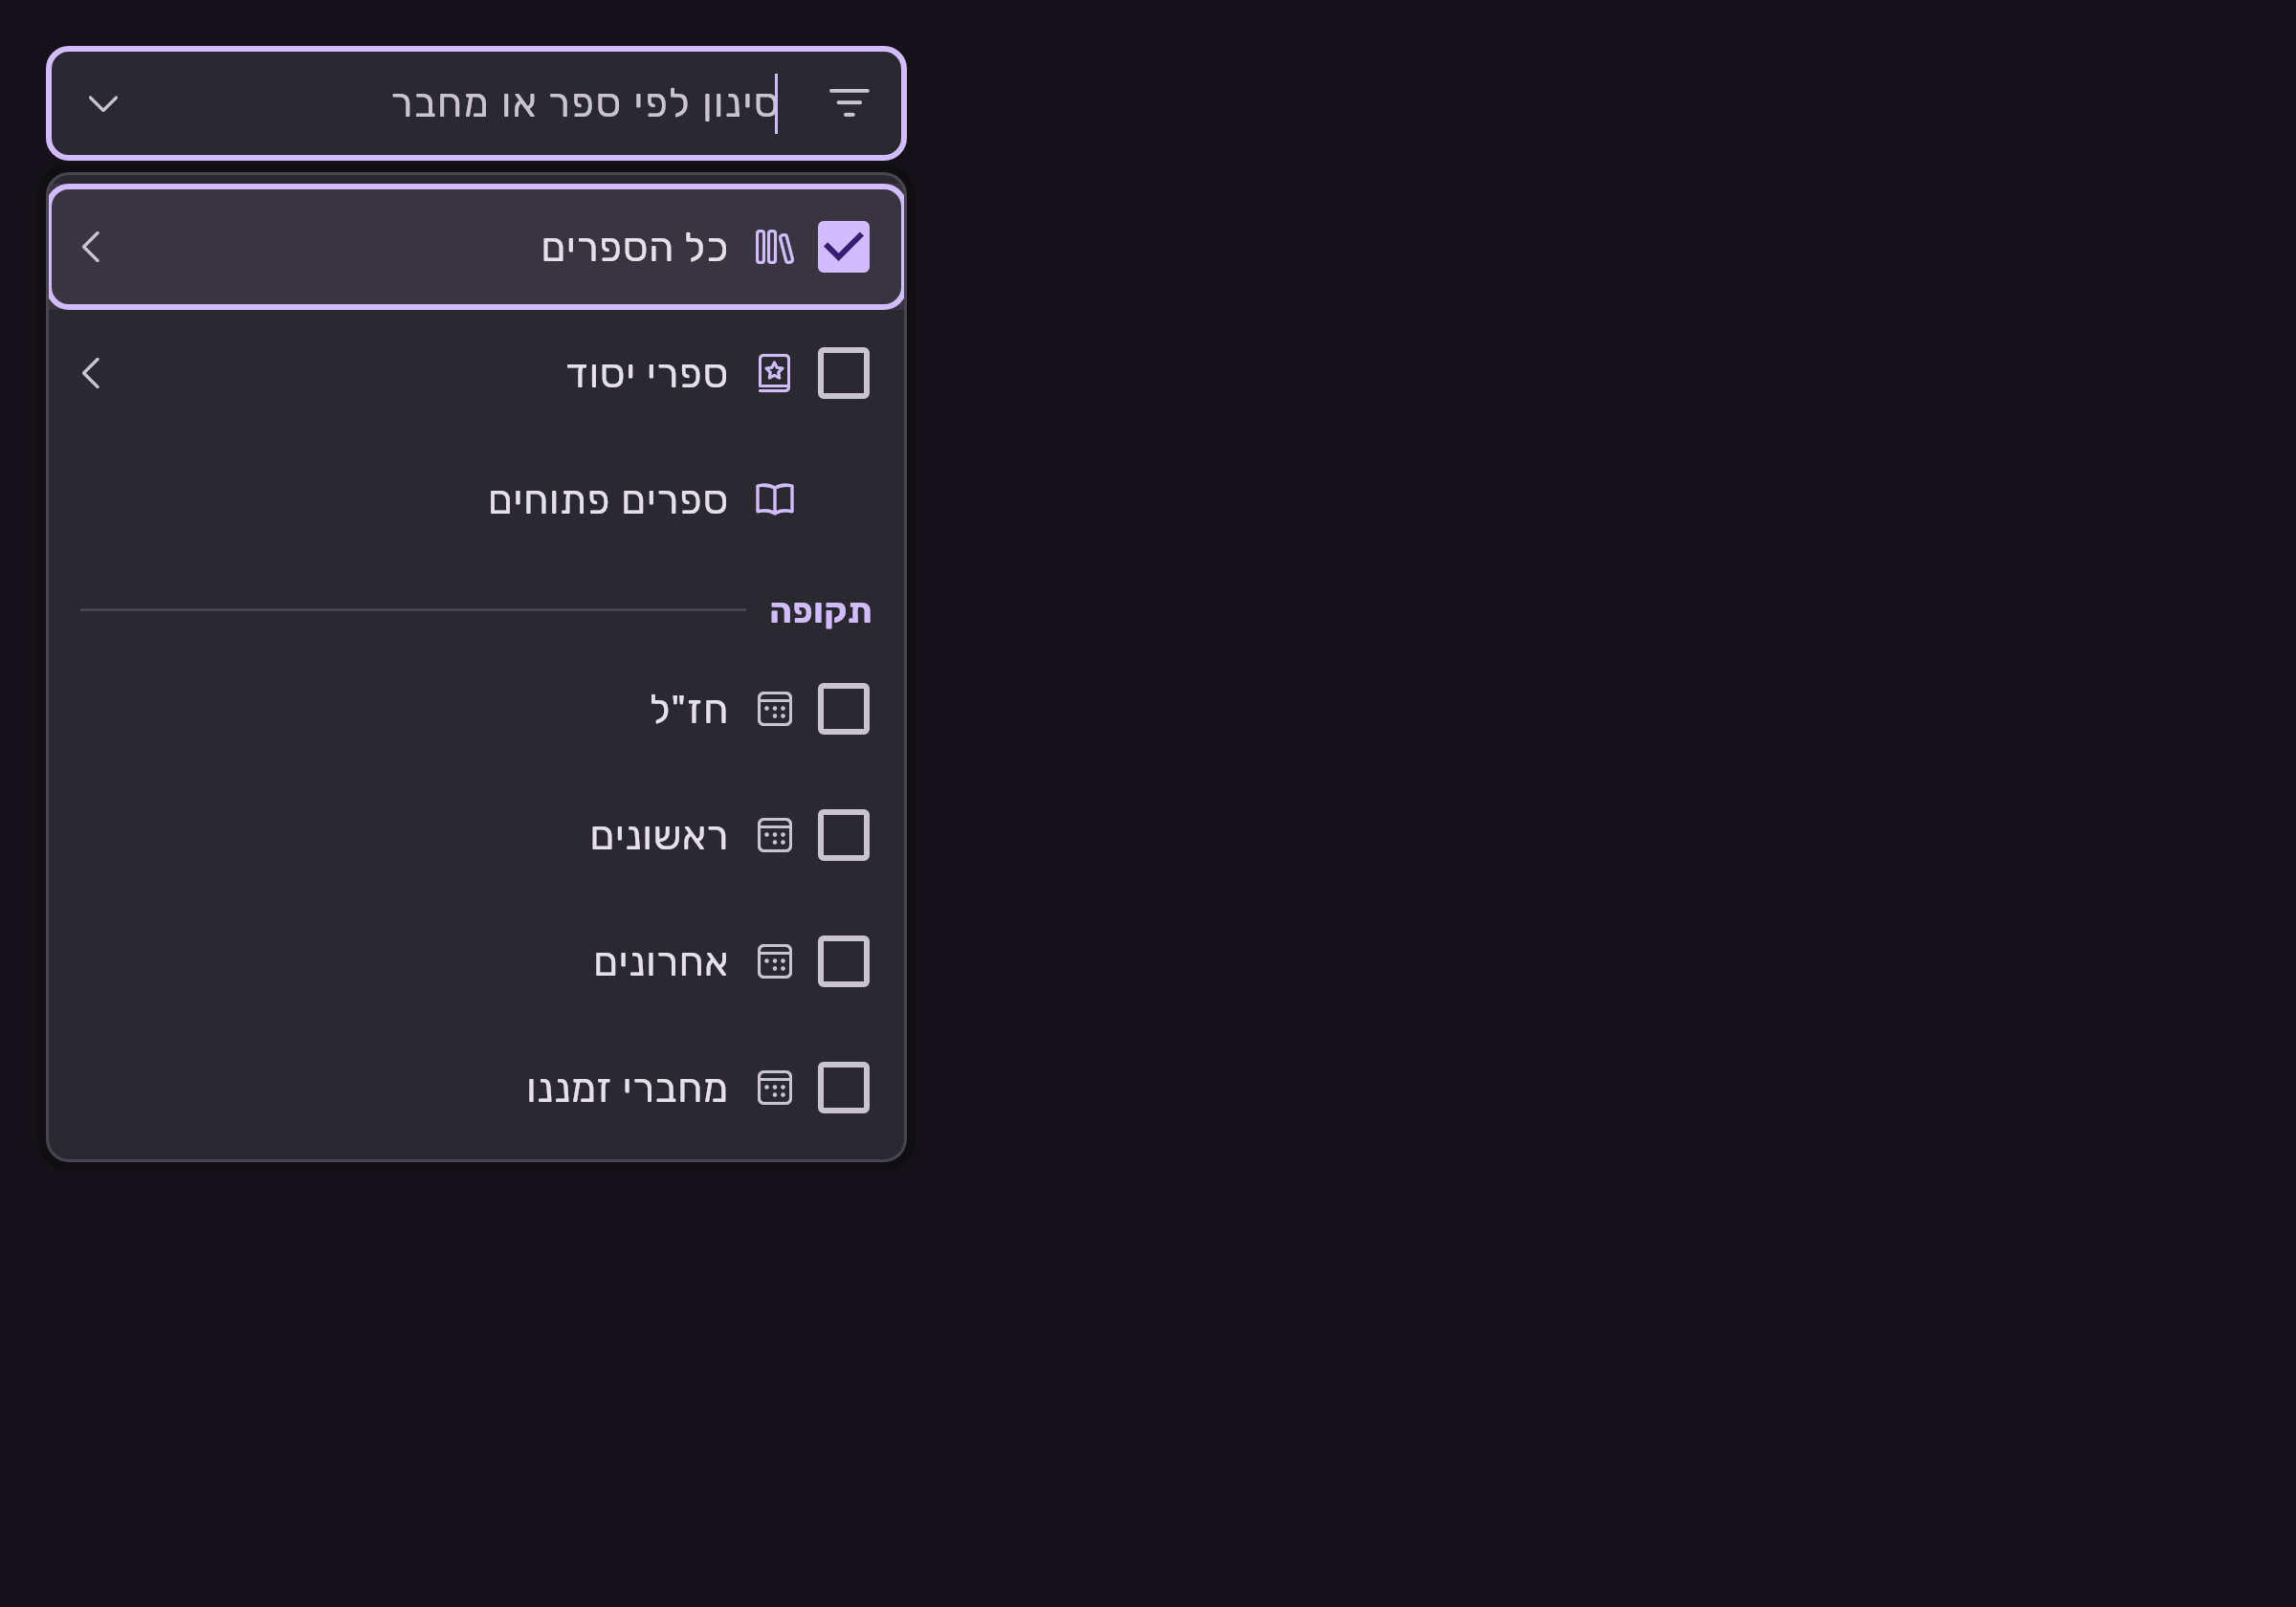 סינון לפי ספר או מחבר
כל הספרים
ספרי יסוד
ספרים פתוחים
תקופה
חז"ל
ראשונים
אחרונים
מחברי זמננו